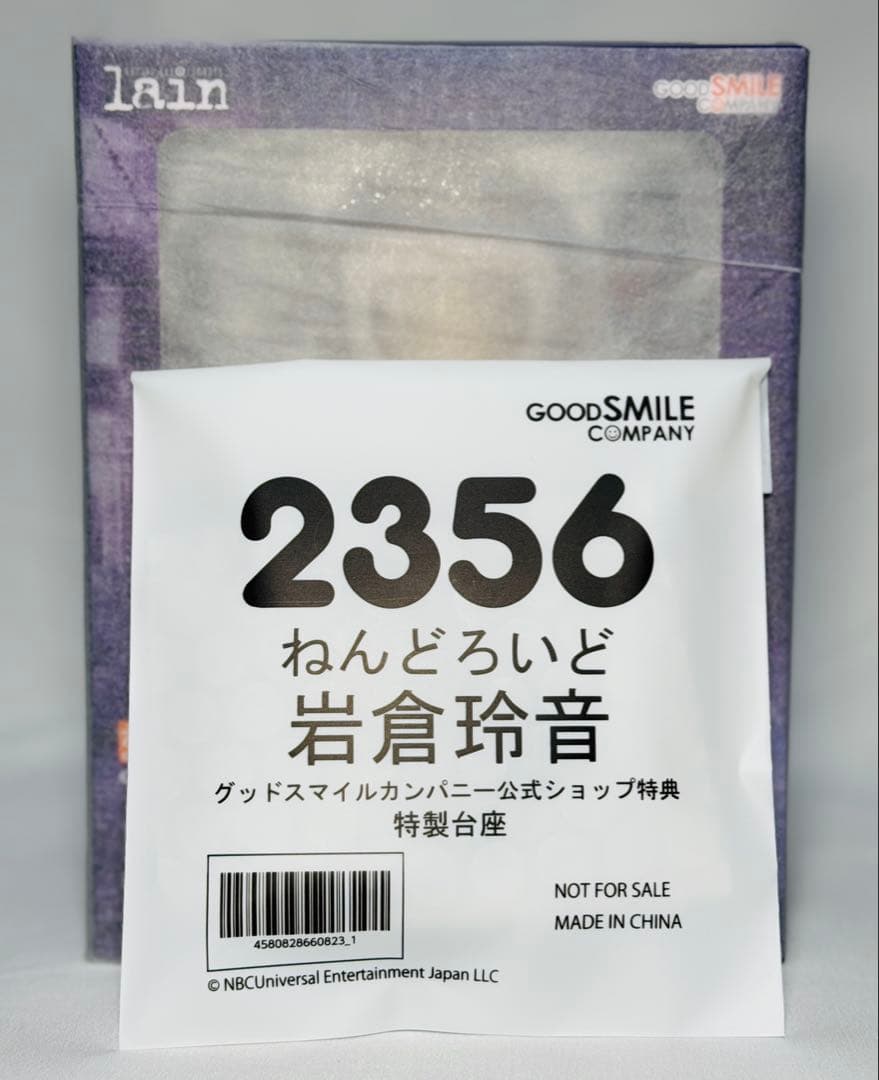 lain
GOODSMILE
COMPANY
GOODSMILE
COMPANY
2356
ねんどろいど
岩倉玲音
グッドスマイルカンパニー公式ショップ特典
特製台座
4580828660823_1
NOT FOR SALE
MADE IN CHINA
© NBCUniversal Entertainment Japan LLC